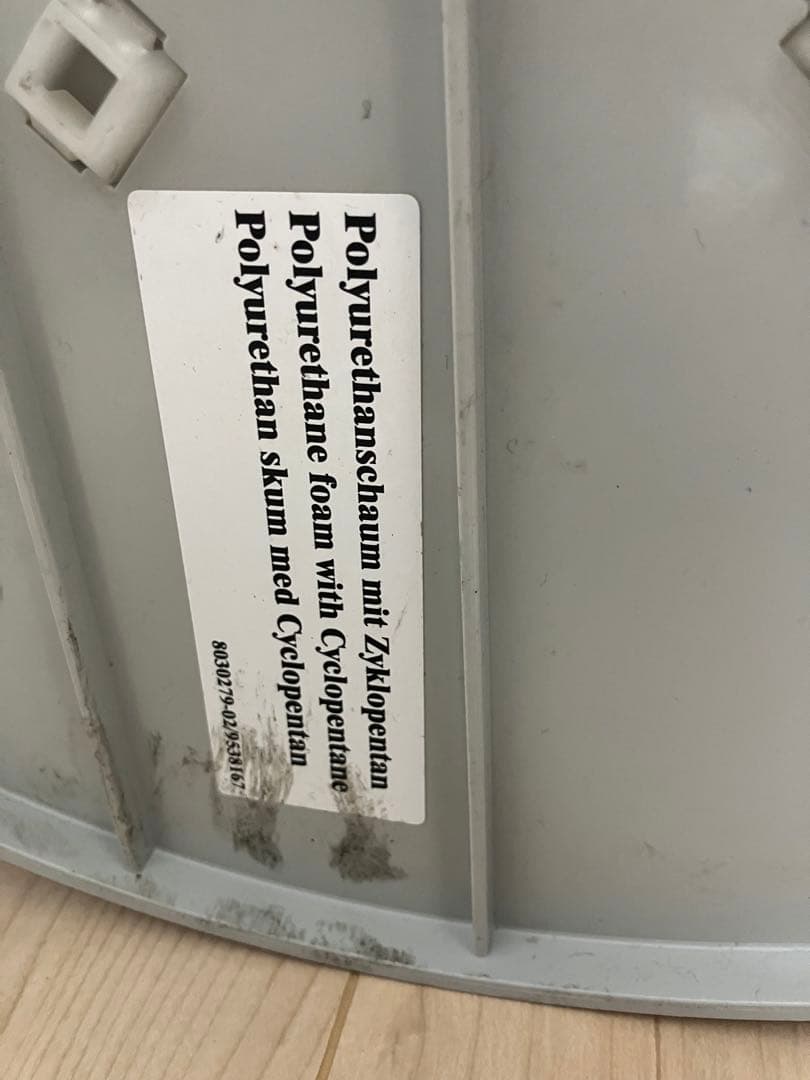 Polyurethanschaum mit Zyklopentan
Polyurethane foam with Cyclopentane
Polyurethan skum med Cyclopentan
8030279-02/9538167-